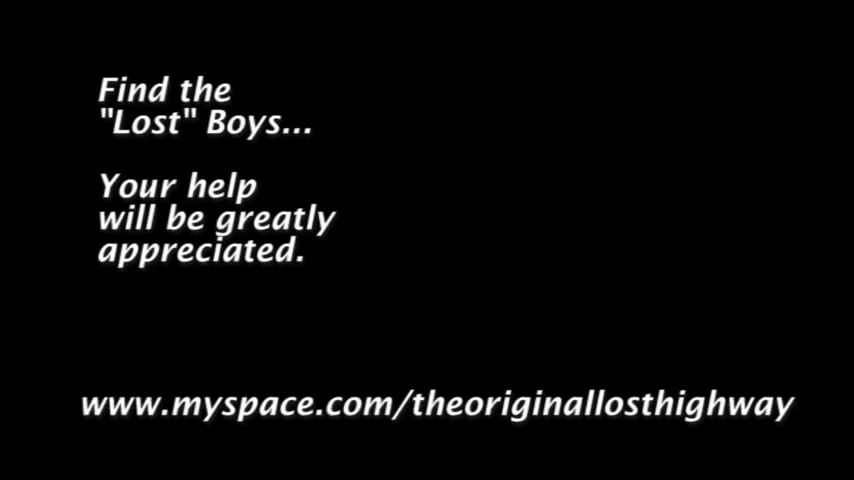 Find the
"Lost" Boys...
Your help
will be greatly
appreciated.
www.myspace.com/theoriginallosthighway